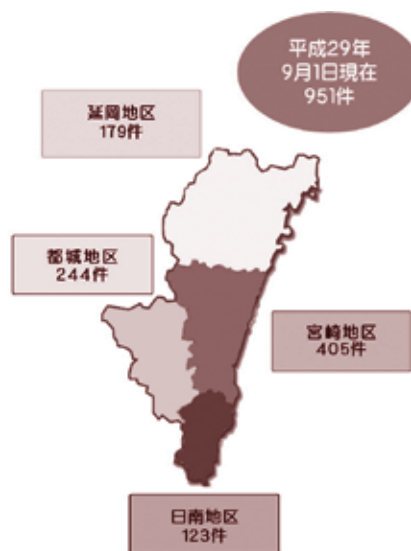 平成29年
9月1日現在
951件
延岡地区
179件
都城地区
244件
宮崎地区
405件
日南地区
123件